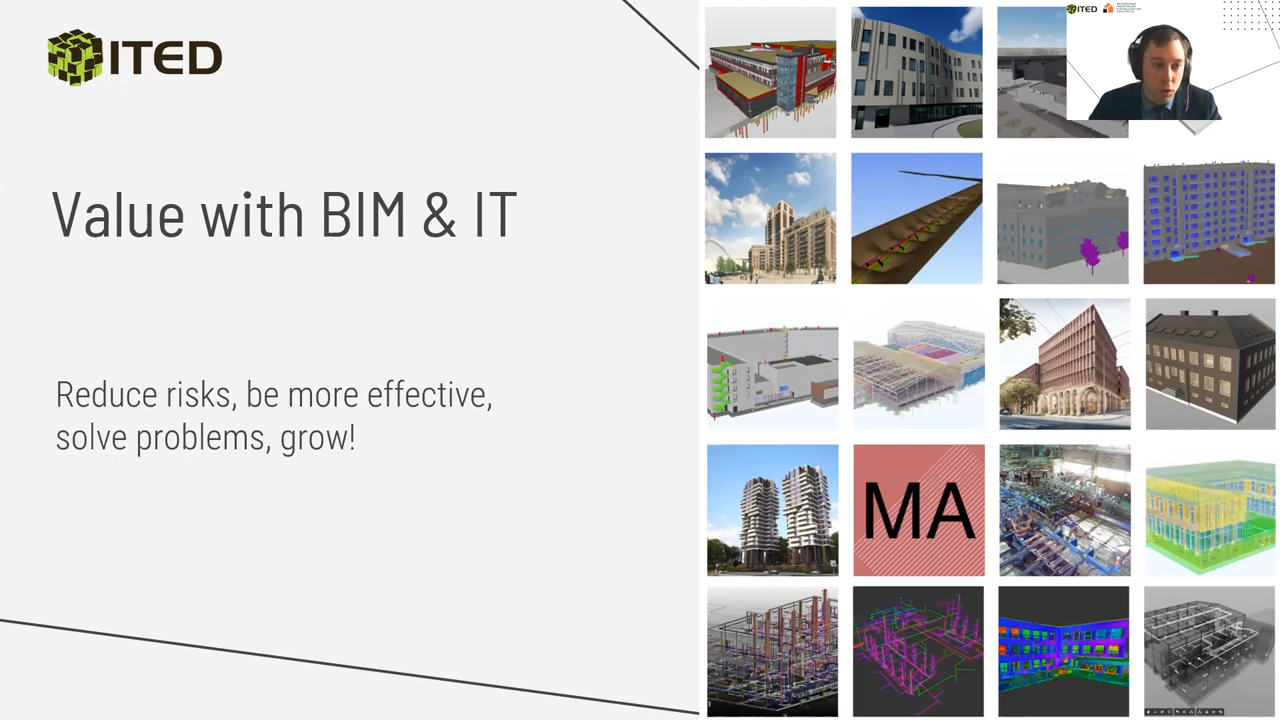 ITED
Value with BIM & IT
Reduce risks, be more effective,
solve problems, grow!
MA
ITED